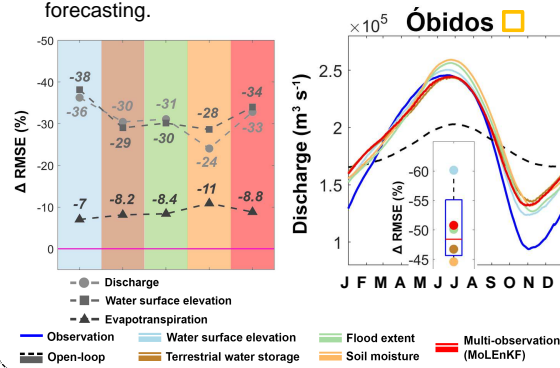 forecasting.
Δ RMSE (%)
-50
-40
-30
-20
-10
0
-38
-36
-30
-29
-31
-30
-28
-24
-34
-33
-7
-8.2
-8.4
-11
-8.8
Discharge
Water surface elevation
Evapotranspiration
×10⁵
Óbidos
Discharge (m³ s⁻¹)
2.5
2
1.5
1
Δ RMSE (%)
-60
-55
-50
-45
J F M A M J J A S O N D
Observation
Open-loop
Water surface elevation
Terrestrial water storage
Flood extent
Soil moisture
Multi-observation
(MoLEnKF)